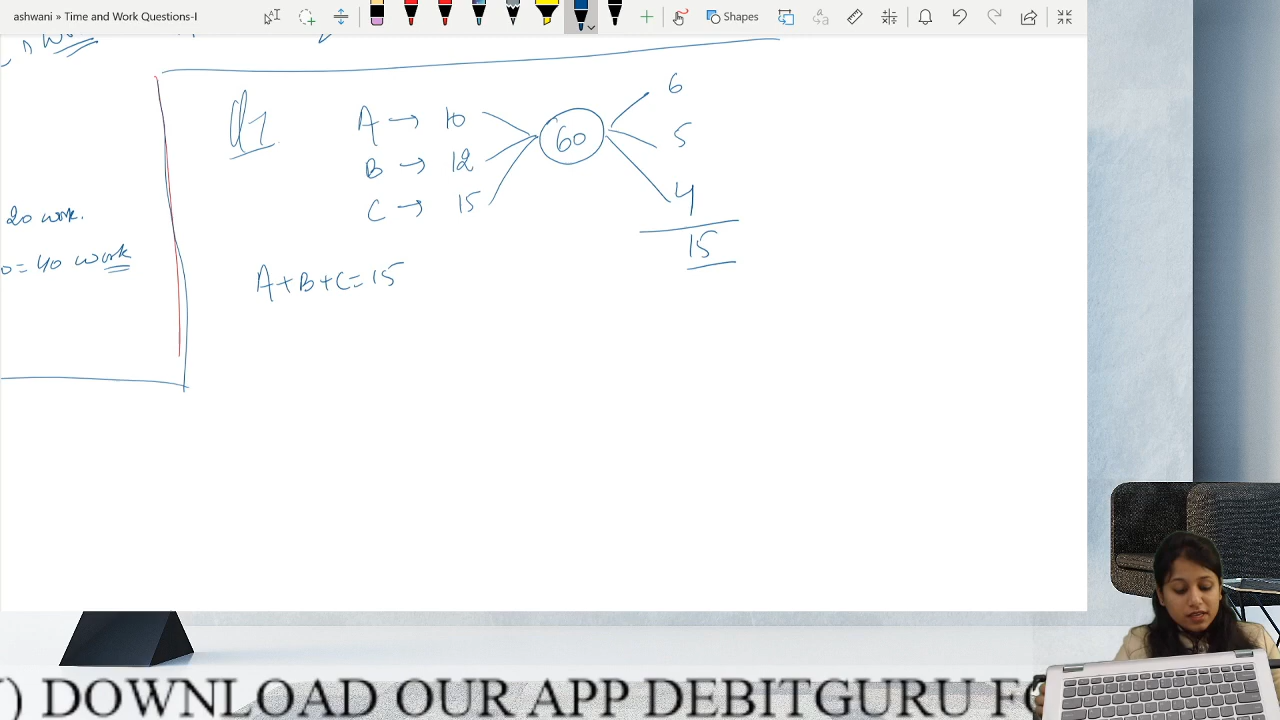 ashwani » Time and Work Questions-I
Shapes
Q1
A → 10
B → 12
C → 15
60
6
5
4
15
20 work.
= 40 work
A+B+C=15
) DOWNLOAD OUR APP DEBITGURU FO